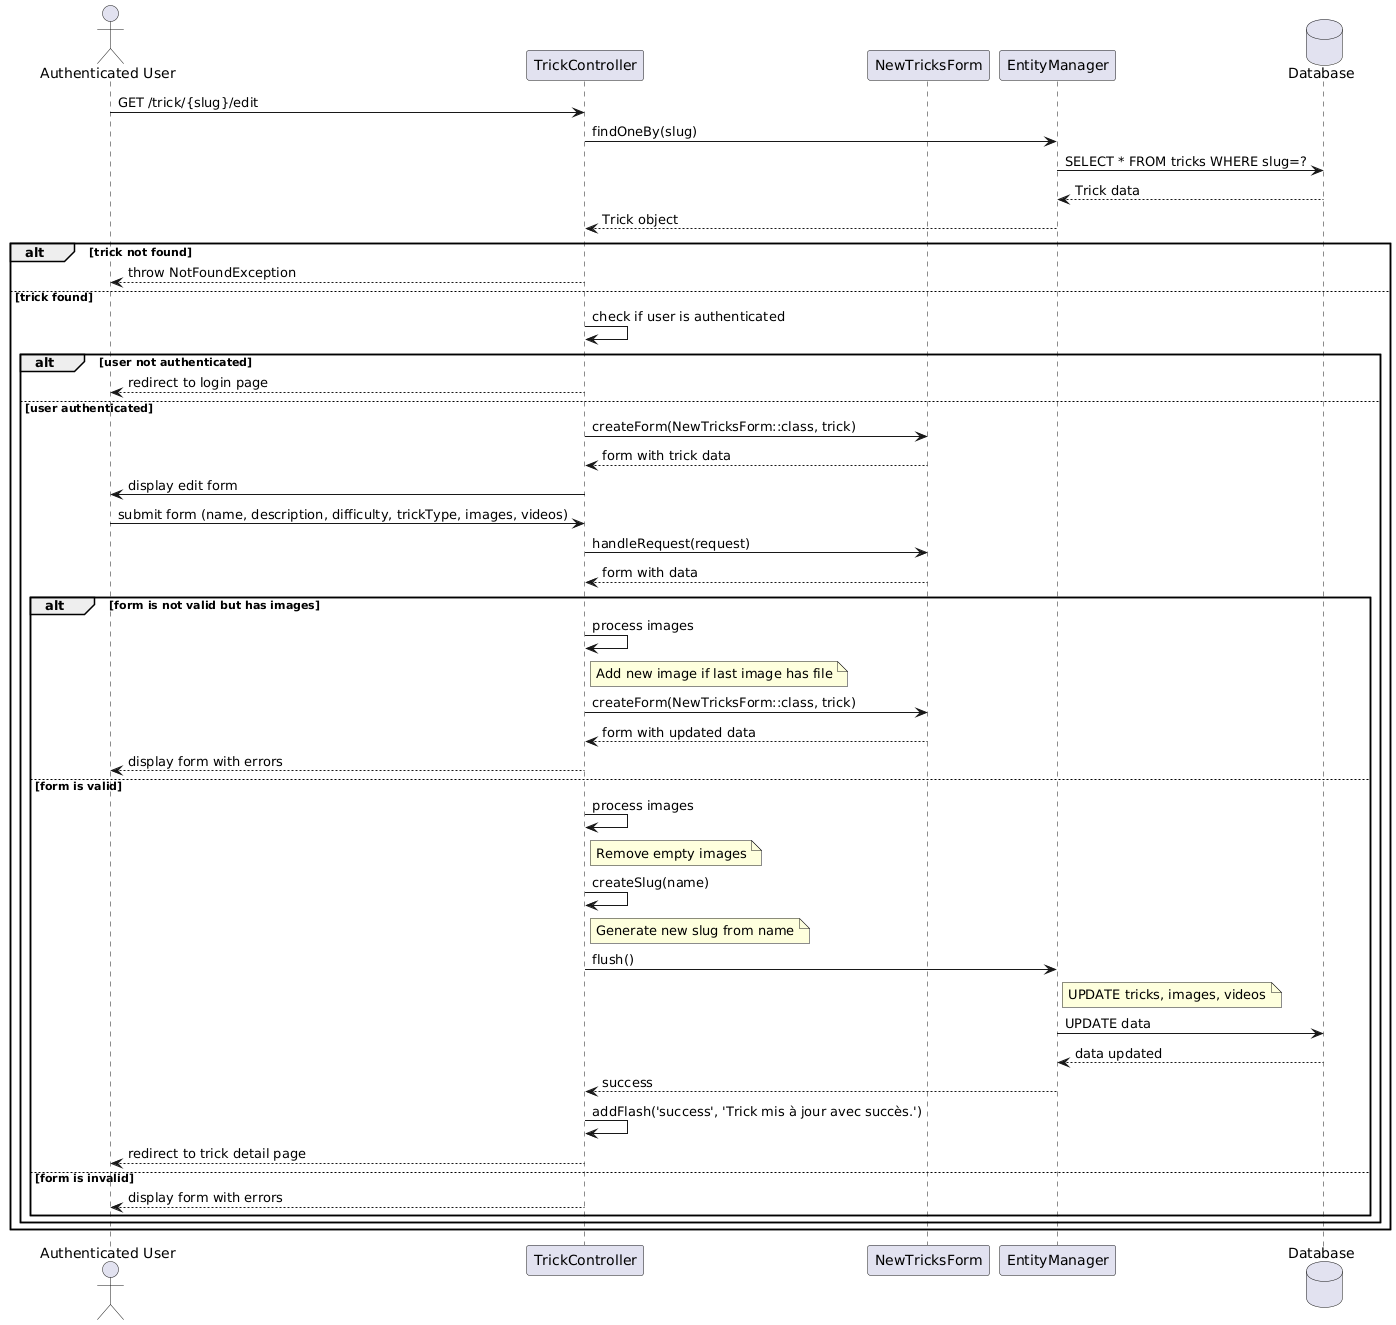 Authenticated User
TrickController
NewTricksForm
EntityManager
Database
GET /trick/{slug}/edit
findOneBy(slug)
SELECT * FROM tricks WHERE slug=?
Trick data
Trick object
alt [trick not found]
throw NotFoundException
[trick found]
check if user is authenticated
alt [user not authenticated]
redirect to login page
[user authenticated]
createForm(NewTricksForm::class, trick)
form with trick data
display edit form
submit form (name, description, difficulty, trickType, images, videos)
handleRequest(request)
form with data
alt [form is not valid but has images]
process images
Add new image if last image has file
createForm(NewTricksForm::class, trick)
form with updated data
display form with errors
[form is valid]
process images
Remove empty images
createSlug(name)
Generate new slug from name
flush()
UPDATE tricks, images, videos
UPDATE data
data updated
success
addFlash('success', 'Trick mis à jour avec succès.')
redirect to trick detail page
[form is invalid]
display form with errors
Authenticated User
TrickController
NewTricksForm
EntityManager
Database